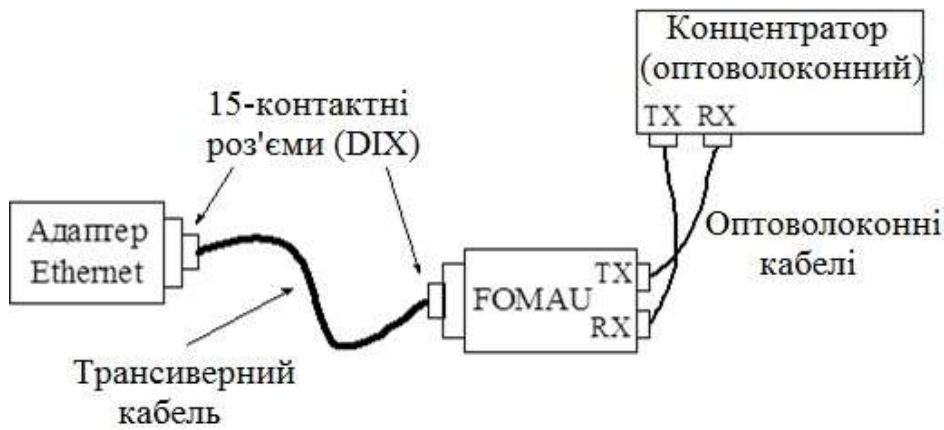 Концентратор
(оптоволоконний)
TX RX
15-контактні
роз'єми (DIX)
Адаптер
Ethernet
Оптоволоконні
кабелі
TX
FOMAU
RX
Трансиверний
кабель